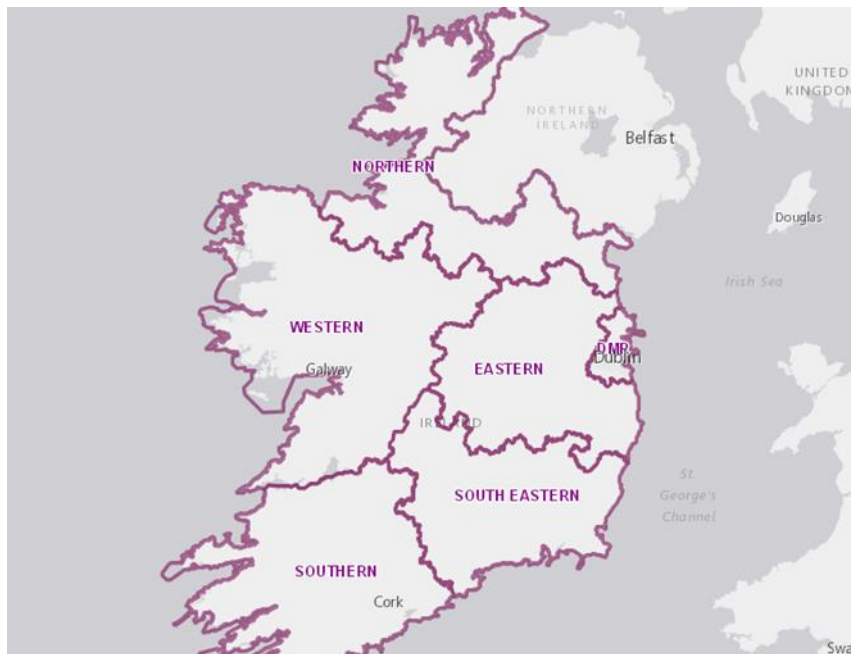 UNITED
KINGDOM
NORTHERN
IRELAND
Belfast
NORTHERN
Douglas
Irish Sea
WESTERN
DMR
Dublin
Galway
EASTERN
IRELAND
St.
George's
Channel
SOUTH EASTERN
SOUTHERN
Cork
Swa